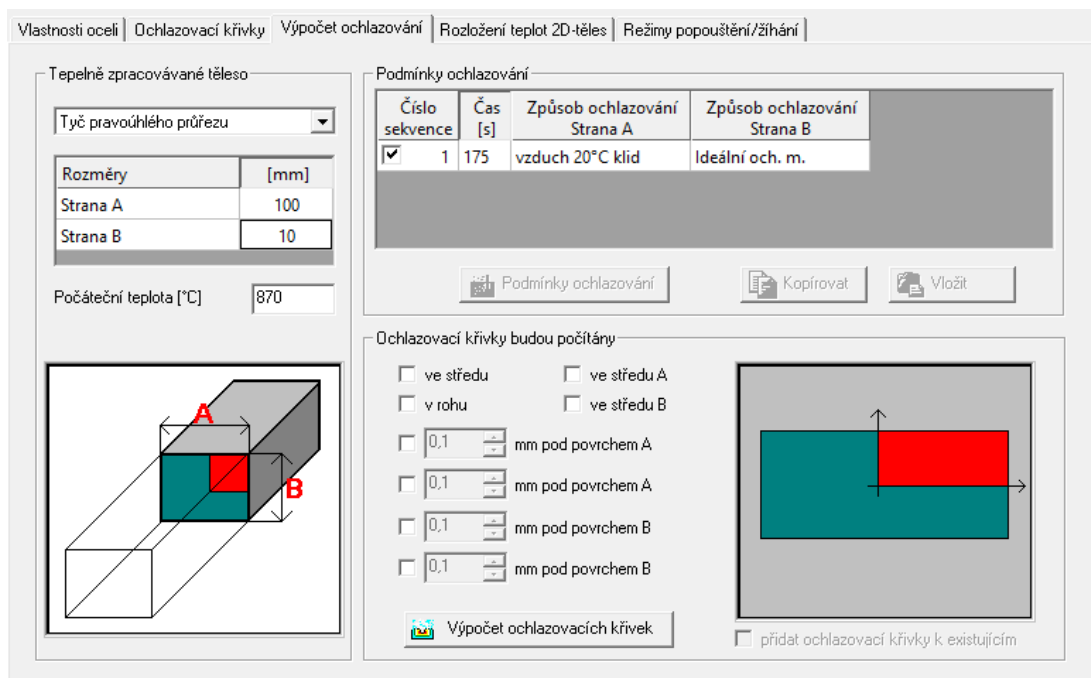 Vlastnosti oceli Ochlazovací křivky Výpočet ochlazování Rozložení teplot 2D-těles Režimy popouštění/žíhání
Tepelně zpracovávané těleso
Tyč pravoúhlého průřezu
Rozměry [mm]
Strana A 100
Strana B 10
Počáteční teplota [°C] 870
A
B
Podmínky ochlazování
Číslo sekvence Čas [s] Způsob ochlazování Strana A Způsob ochlazování Strana B
1 175 vzduch 20°C klid Ideální och. m.
Podmínky ochlazování Kopírovat Vložit
Ochlazovací křivky budou počítány
ve středu ve středu A
v rohu ve středu B
0,1 mm pod povrchem A
0,1 mm pod povrchem A
0,1 mm pod povrchem B
0,1 mm pod povrchem B
Výpočet ochlazovacích křivek
přidat ochlazovací křivky k existujícím